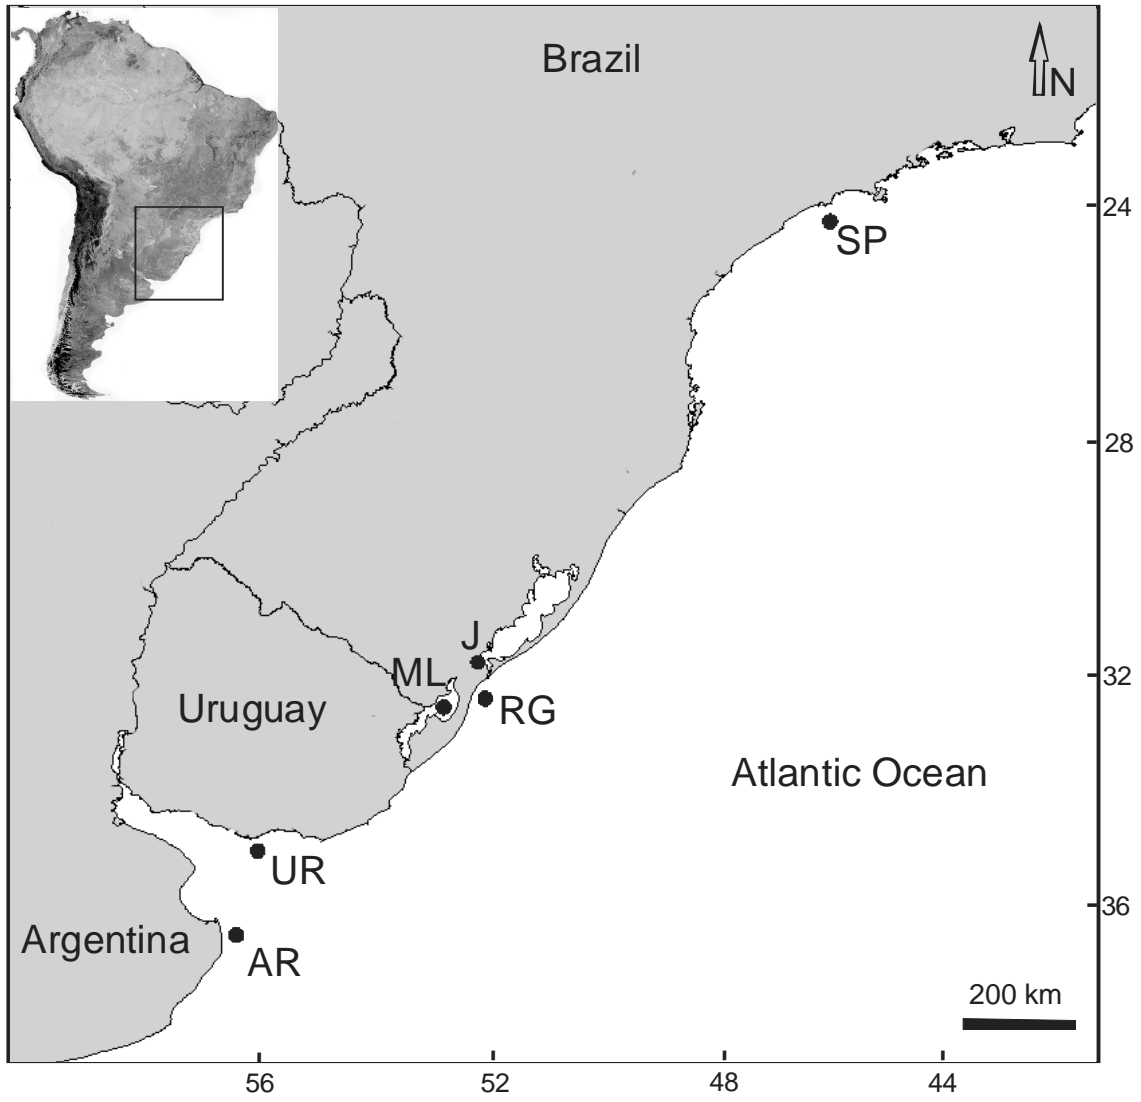 Brazil
N
24
SP
28
J
ML
32
Uruguay
RG
Atlantic Ocean
UR
36
Argentina
AR
200 km
56
52
48
44